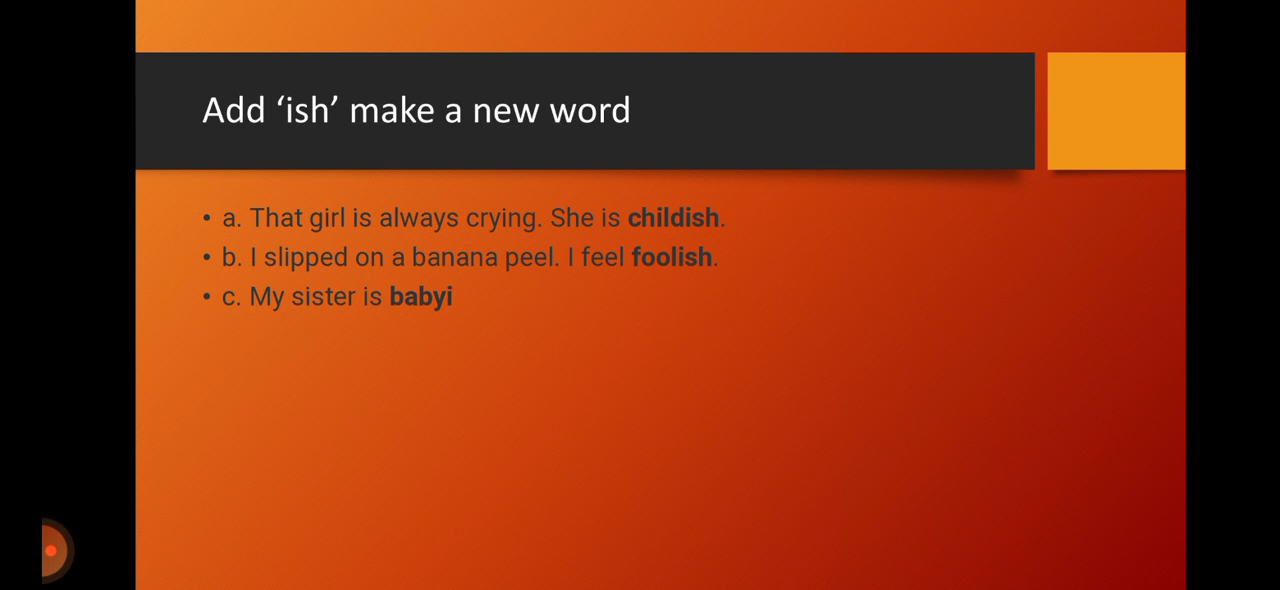 Add ‘ish’ make a new word
• a. That girl is always crying. She is childish.
• b. I slipped on a banana peel. I feel foolish.
• c. My sister is babyi